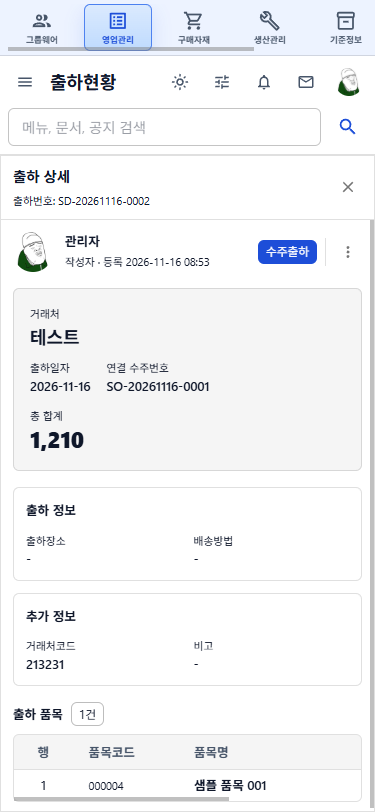 그룹웨어 영업관리 구매자재 생산관리 기준정보
출하현황
메뉴, 문서, 공지 검색
출하 상세
출하번호: SD-20261116-0002
관리자
작성자 · 등록 2026-11-16 08:53
수주출하
거래처
테스트
출하일자 연결 수주번호
2026-11-16 SO-20261116-0001
총 합계
1,210
출하 정보
출하장소 배송방법
- -
추가 정보
거래처코드 비고
213231 -
출하 품목 1건
행 품목코드 품목명
1 000004 샘플 품목 001